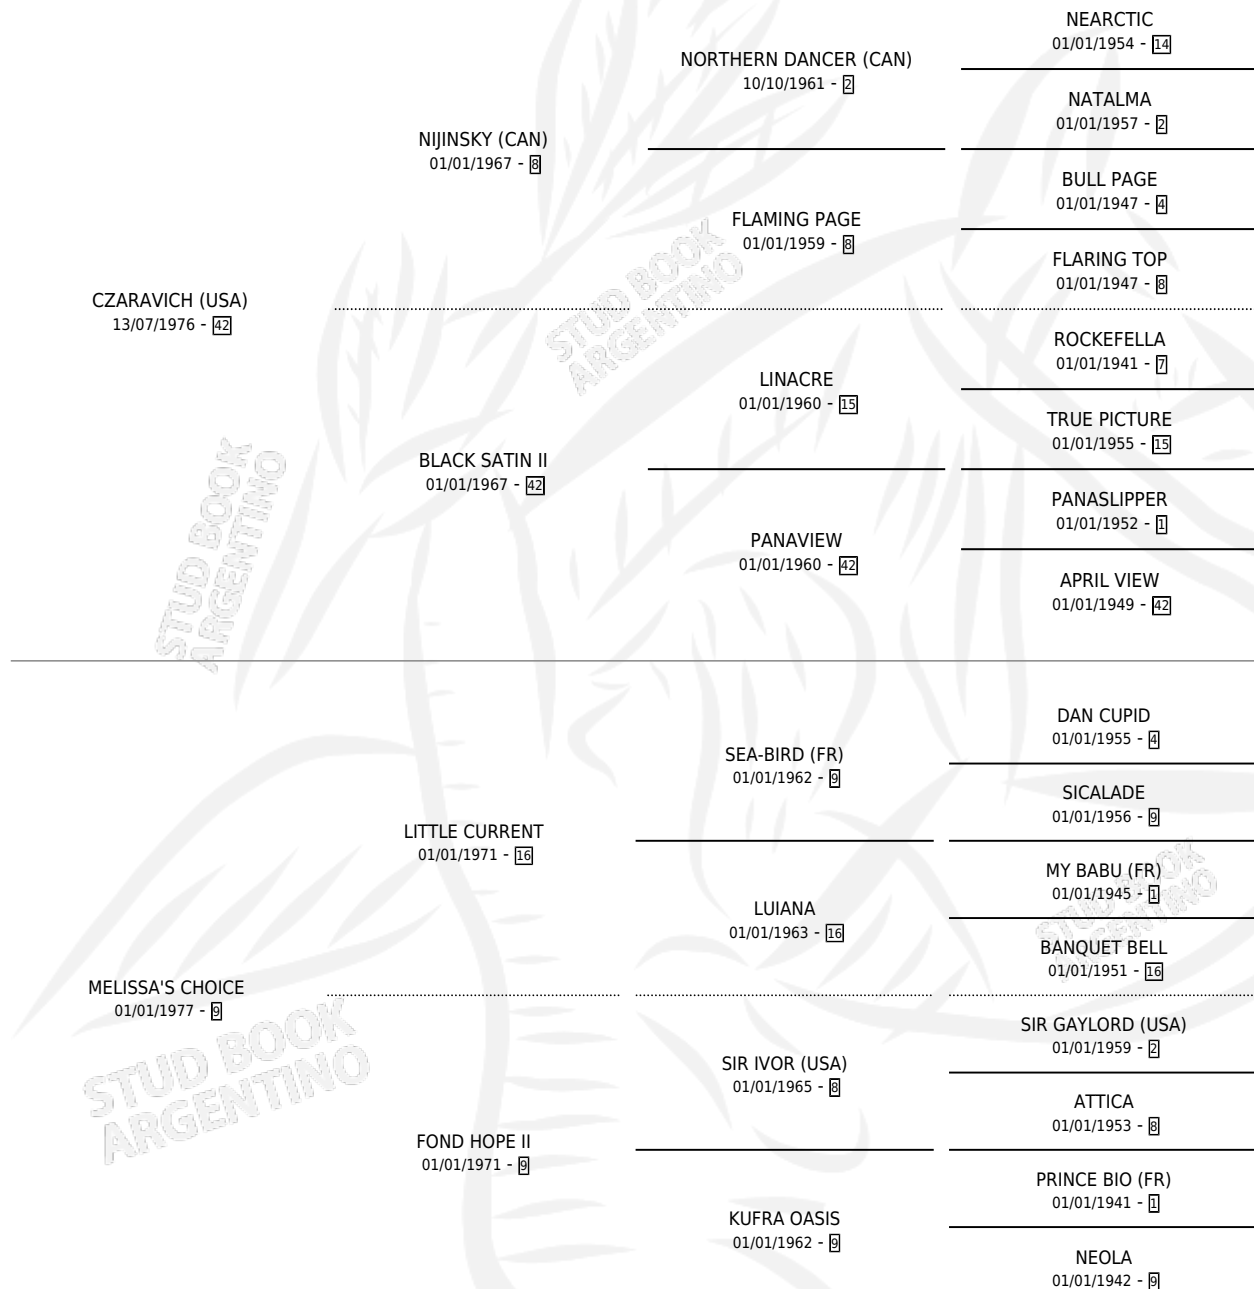 NEARCTIC
01/01/1954 - 14
NORTHERN DANCER (CAN)
10/10/1961 - 2
NATALMA
01/01/1957 - 2
NIJINSKY (CAN)
01/01/1967 - 8
BULL PAGE
01/01/1947 - 4
FLAMING PAGE
01/01/1959 - 8
FLARING TOP
01/01/1947 - 8
CZARAVICH (USA)
13/07/1976 - 42
STUD BOOK
ARGENTINO
ROCKEFELLA
01/01/1941 - 7
LINACRE
01/01/1960 - 15
TRUE PICTURE
01/01/1955 - 15
BLACK SATIN II
01/01/1967 - 42
PANASLIPPER
01/01/1952 - 1
PANAVIEW
01/01/1960 - 42
APRIL VIEW
01/01/1949 - 42
STUD BOOK
ARGENTINO
DAN CUPID
01/01/1955 - 4
SEA-BIRD (FR)
01/01/1962 - 9
SICALADE
01/01/1956 - 9
LITTLE CURRENT
01/01/1971 - 16
MY BABU (FR)
01/01/1945 - 1
STUD BOOK
ARGENTINO
LUIANA
01/01/1963 - 16
BANQUET BELL
01/01/1951 - 16
MELISSA'S CHOICE
01/01/1977 - 9
STUD BOOK
ARGENTINO
SIR GAYLORD (USA)
01/01/1959 - 2
SIR IVOR (USA)
01/01/1965 - 8
ATTICA
01/01/1953 - 8
FOND HOPE II
01/01/1971 - 9
PRINCE BIO (FR)
01/01/1941 - 1
KUFRA OASIS
01/01/1962 - 9
NEOLA
01/01/1942 - 9